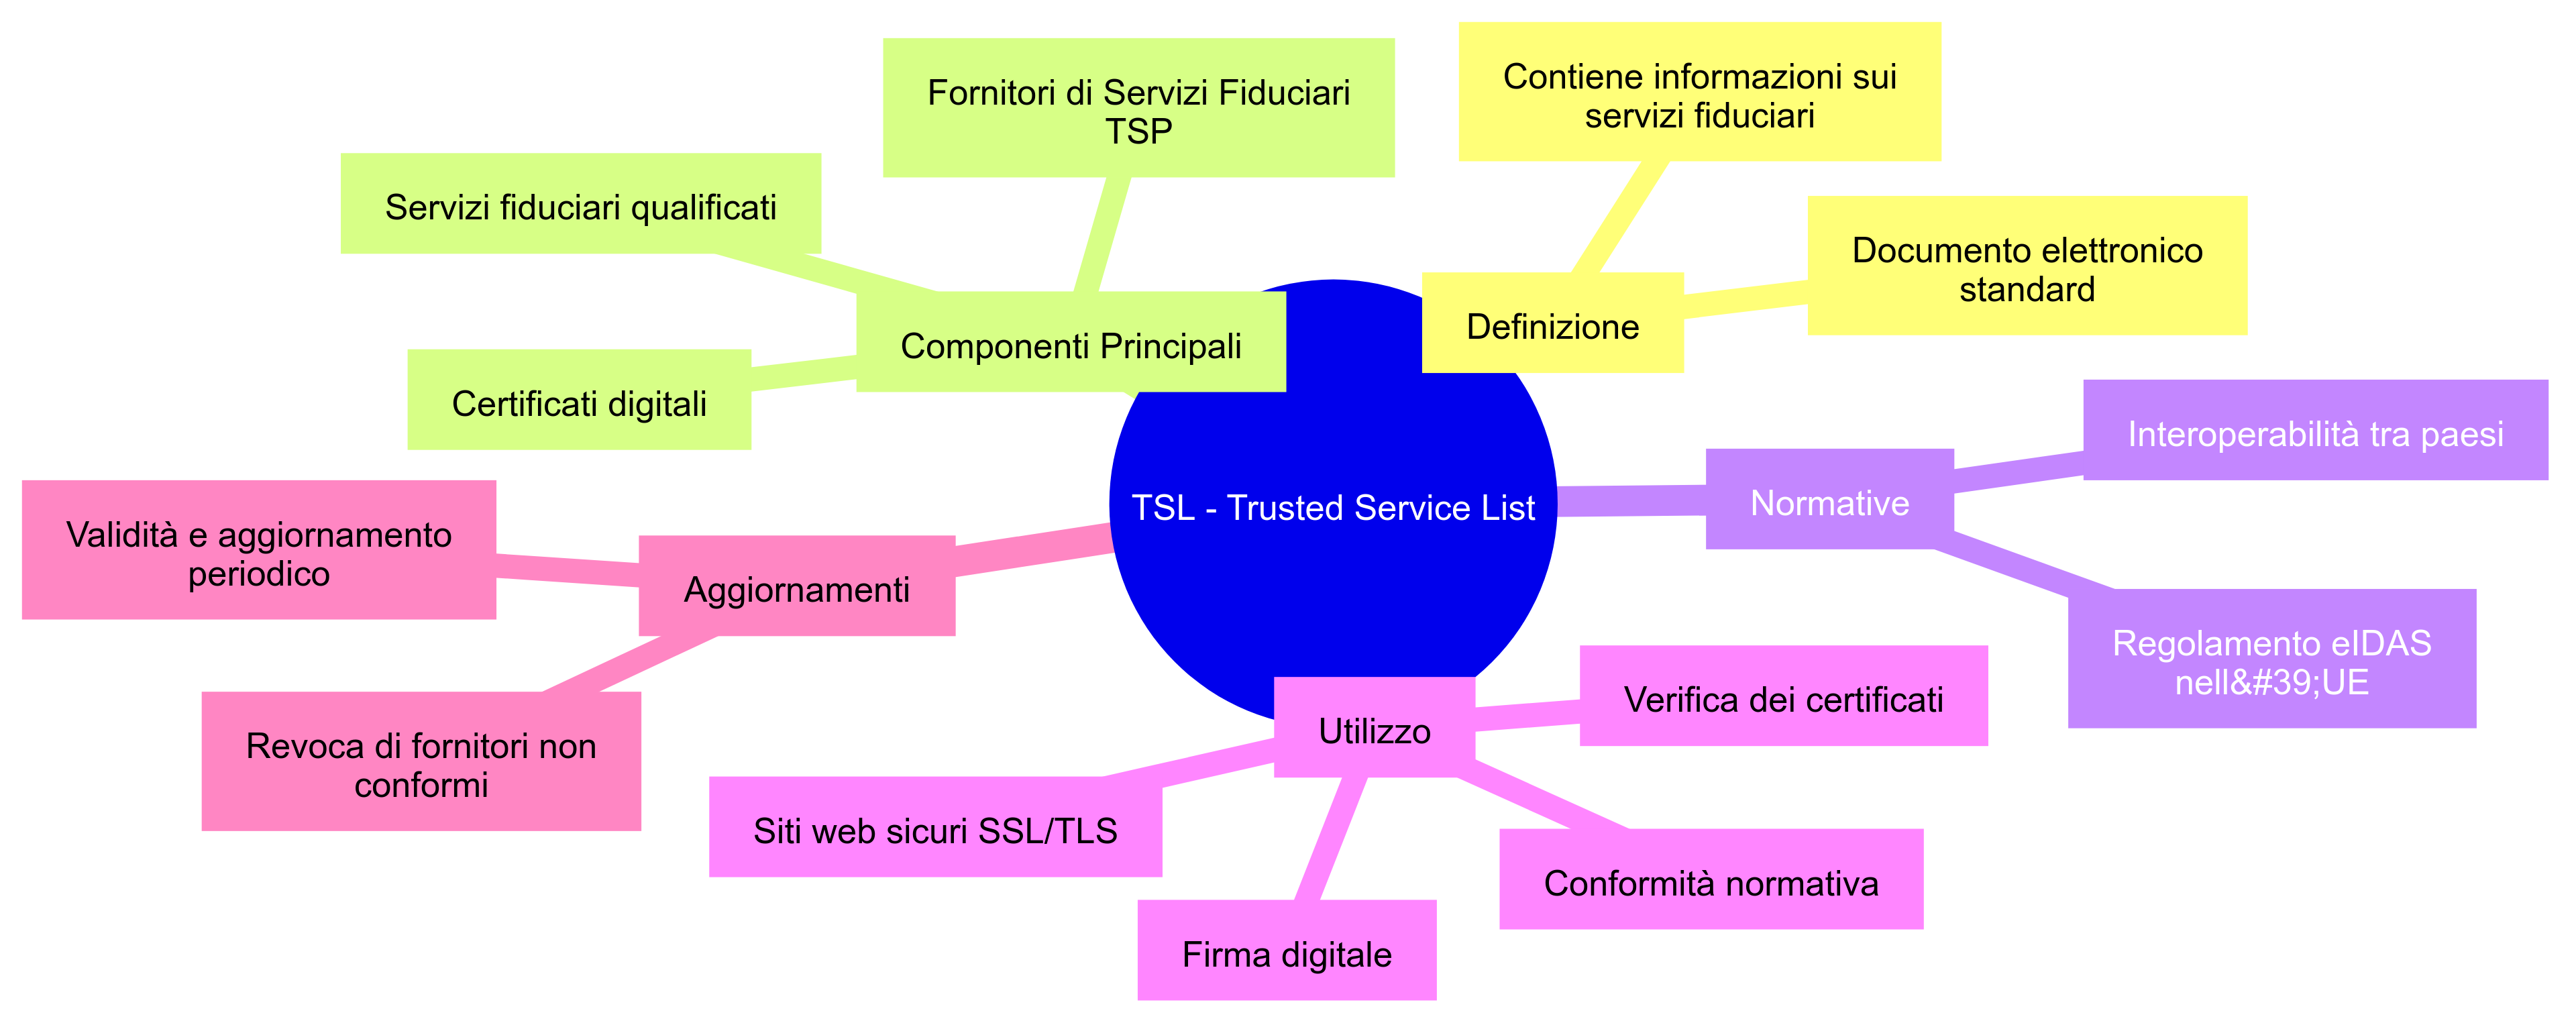 TSL - Trusted Service List
Definizione
Contiene informazioni sui
servizi fiduciari
Documento elettronico
standard
Componenti Principali
Fornitori di Servizi Fiduciari
TSP
Servizi fiduciari qualificati
Certificati digitali
Normative
Interoperabilità tra paesi
Regolamento eIDAS
nell&#39;UE
Aggiornamenti
Validità e aggiornamento
periodico
Revoca di fornitori non
conformi
Utilizzo
Verifica dei certificati
Siti web sicuri SSL/TLS
Conformità normativa
Firma digitale